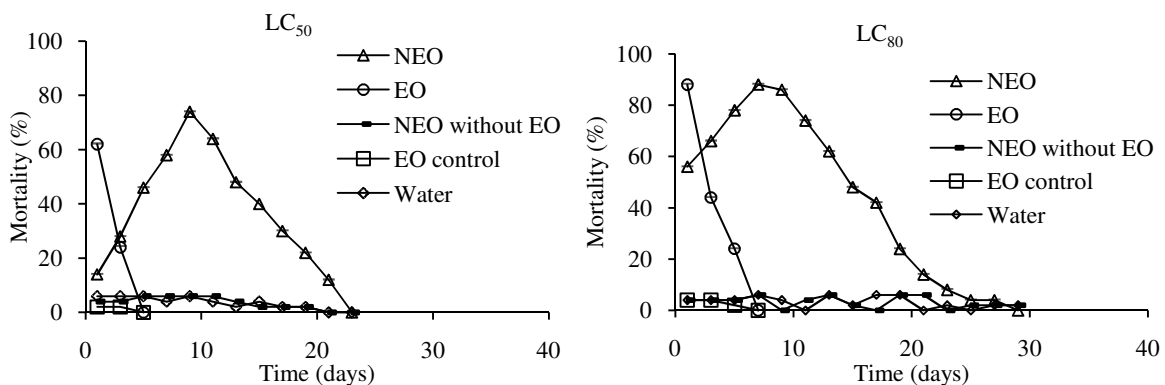 LC50
Mortality (%)
100
80
60
40
20
0
NEO
EO
NEO without EO
EO control
Water
0 10 20 30 40
Time (days)
LC80
Mortality (%)
100
80
60
40
20
0
NEO
EO
NEO without EO
EO control
Water
0 10 20 30 40
Time (days)